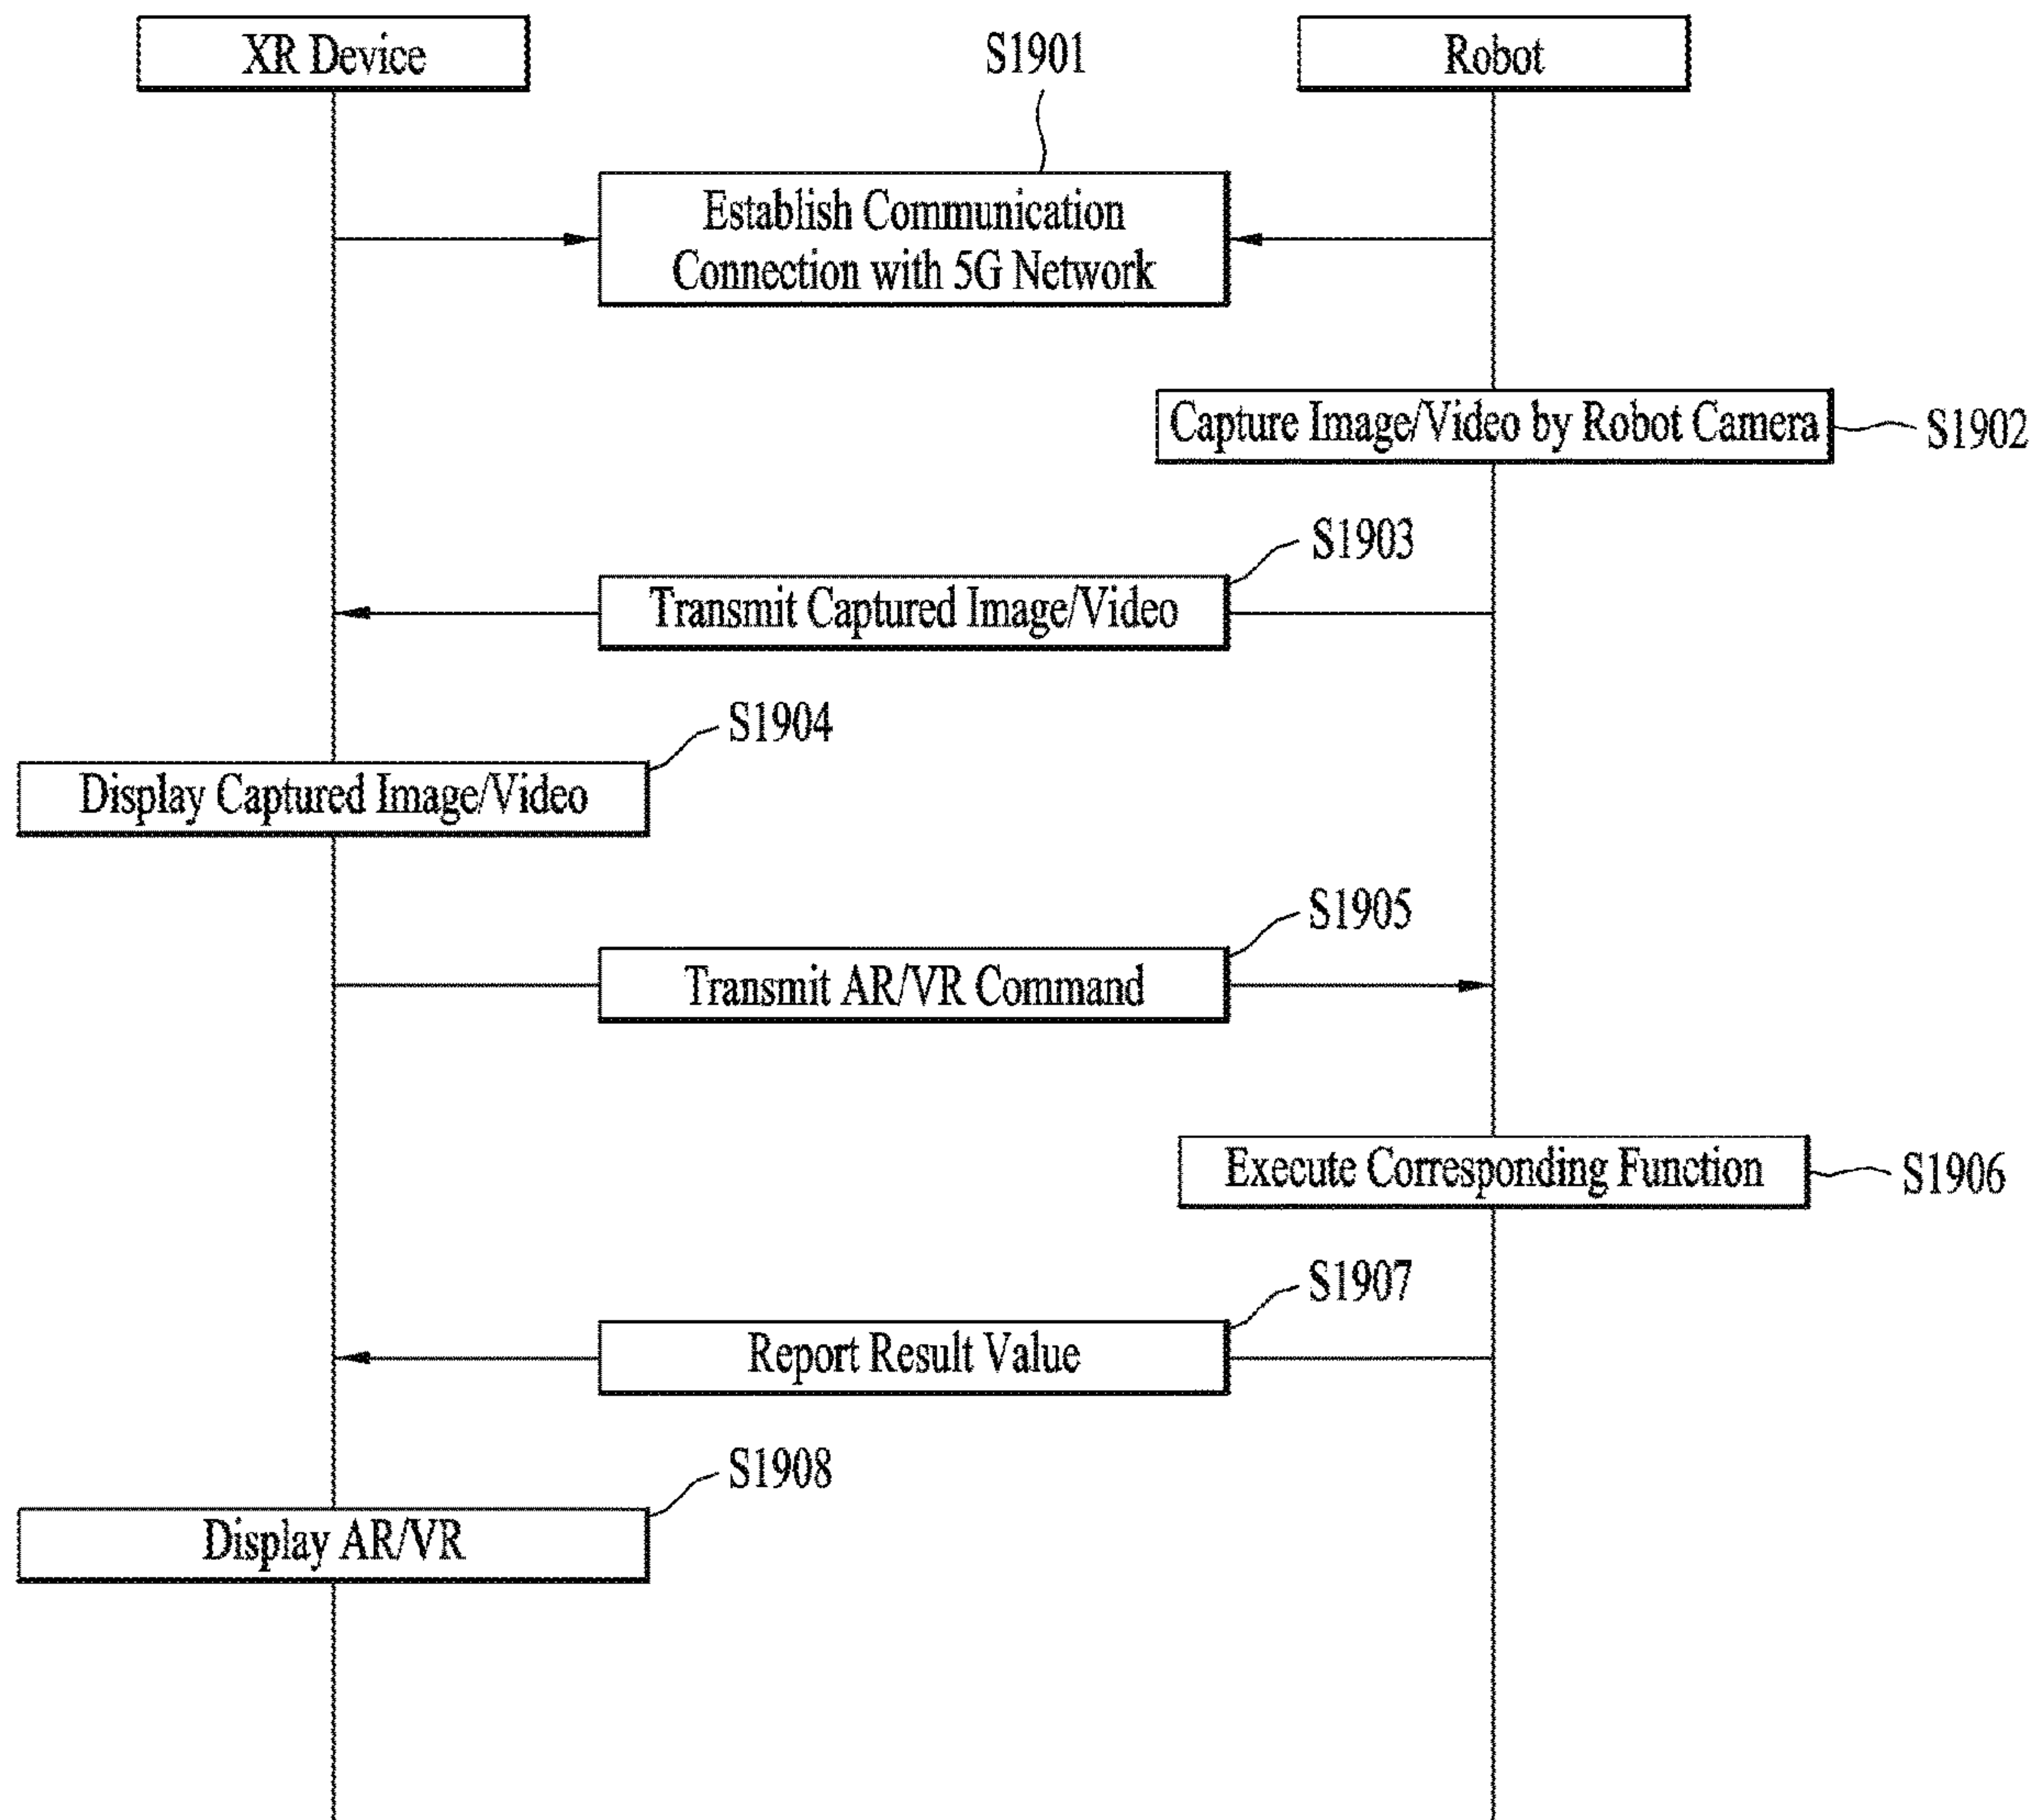 XR Device
S1901
Robot
Establish Communication
Connection with 5G Network
Capture Image/Video by Robot Camera
S1902
S1903
Transmit Captured Image/Video
S1904
Display Captured Image/Video
S1905
Transmit AR/VR Command
Execute Corresponding Function
S1906
S1907
Report Result Value
S1908
Display AR/VR